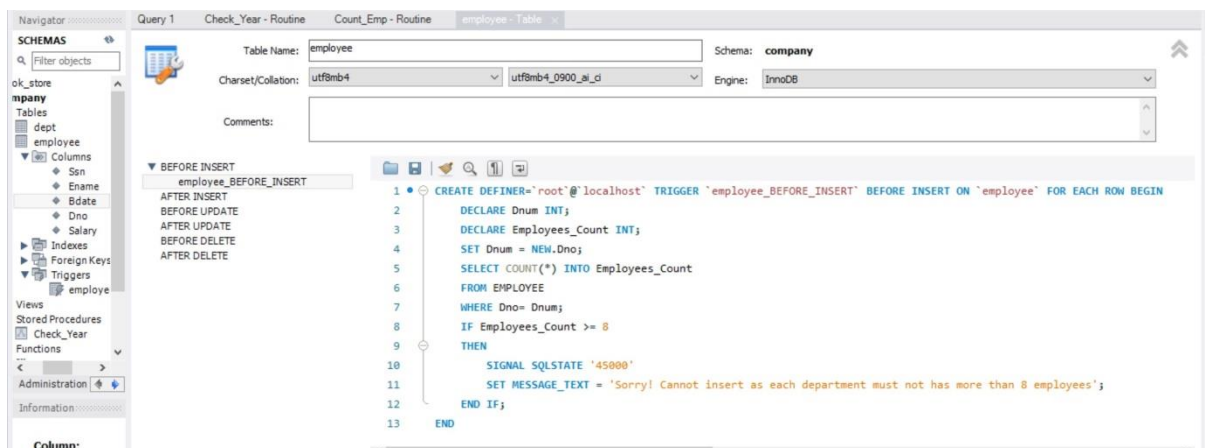 Navigator
Query 1
Check_Year - Routine
Count_Emp - Routine
employee - Table ×
SCHEMAS
Filter objects
ok_store
mpany
Tables
dept
employee
Columns
Ssn
Ename
Bdate
Dno
Salary
Indexes
Foreign Keys
Triggers
employe
Views
Stored Procedures
Check_Year
Functions
Administration
Information
Column:
Table Name: employee
Schema: company
Charset/Collation: utf8mb4 utf8mb4_0900_ai_ci
Engine: InnoDB
Comments:
BEFORE INSERT
employee_BEFORE_INSERT
AFTER INSERT
BEFORE UPDATE
AFTER UPDATE
BEFORE DELETE
AFTER DELETE
1 CREATE DEFINER=`root`@`localhost` TRIGGER `employee_BEFORE_INSERT` BEFORE INSERT ON `employee` FOR EACH ROW BEGIN
2 DECLARE Dnum INT;
3 DECLARE Employees_Count INT;
4 SET Dnum = NEW.Dno;
5 SELECT COUNT(*) INTO Employees_Count
6 FROM EMPLOYEE
7 WHERE Dno= Dnum;
8 IF Employees_Count >= 8
9 THEN
10 SIGNAL SQLSTATE '45000'
11 SET MESSAGE_TEXT = 'Sorry! Cannot insert as each department must not has more than 8 employees';
12 END IF;
13 END